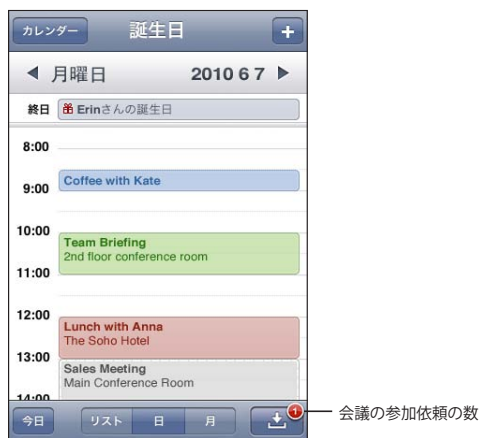 カレンダー
誕生日
+
月曜日 2010 6 7
終日 Erinさんの誕生日
8:00
Coffee with Kate
9:00
10:00
Team Briefing
2nd floor conference room
11:00
12:00
Lunch with Anna
The Soho Hotel
13:00
Sales Meeting
Main Conference Room
14:00
今日 リスト 日 月 1
会議の参加依頼の数